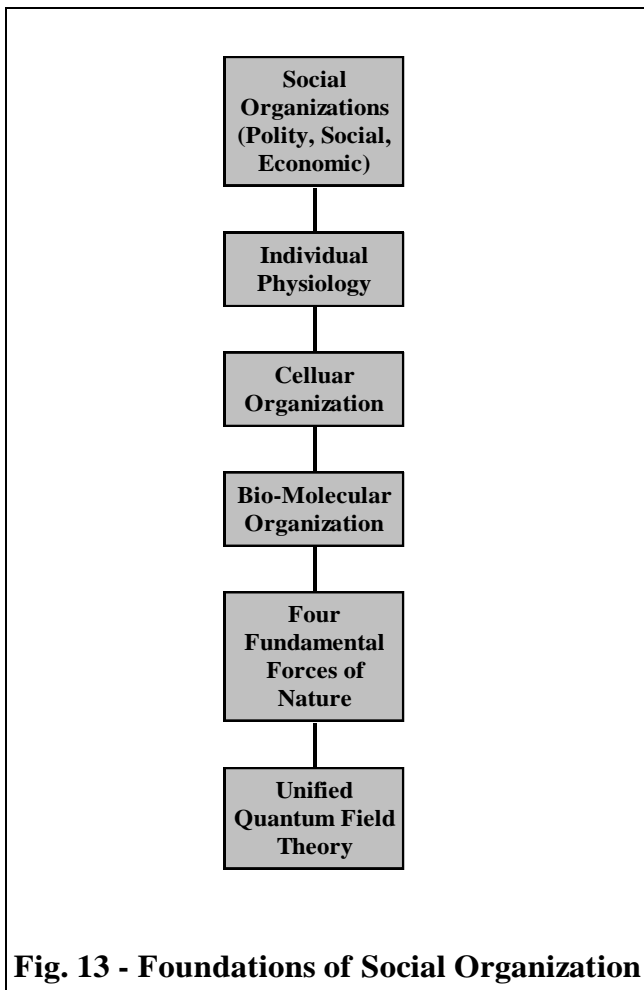 Social
Organizations
(Polity, Social,
Economic)
Individual
Physiology
Celluar
Organization
Bio-Molecular
Organization
Four
Fundamental
Forces of
Nature
Unified
Quantum Field
Theory
Fig. 13 - Foundations of Social Organization